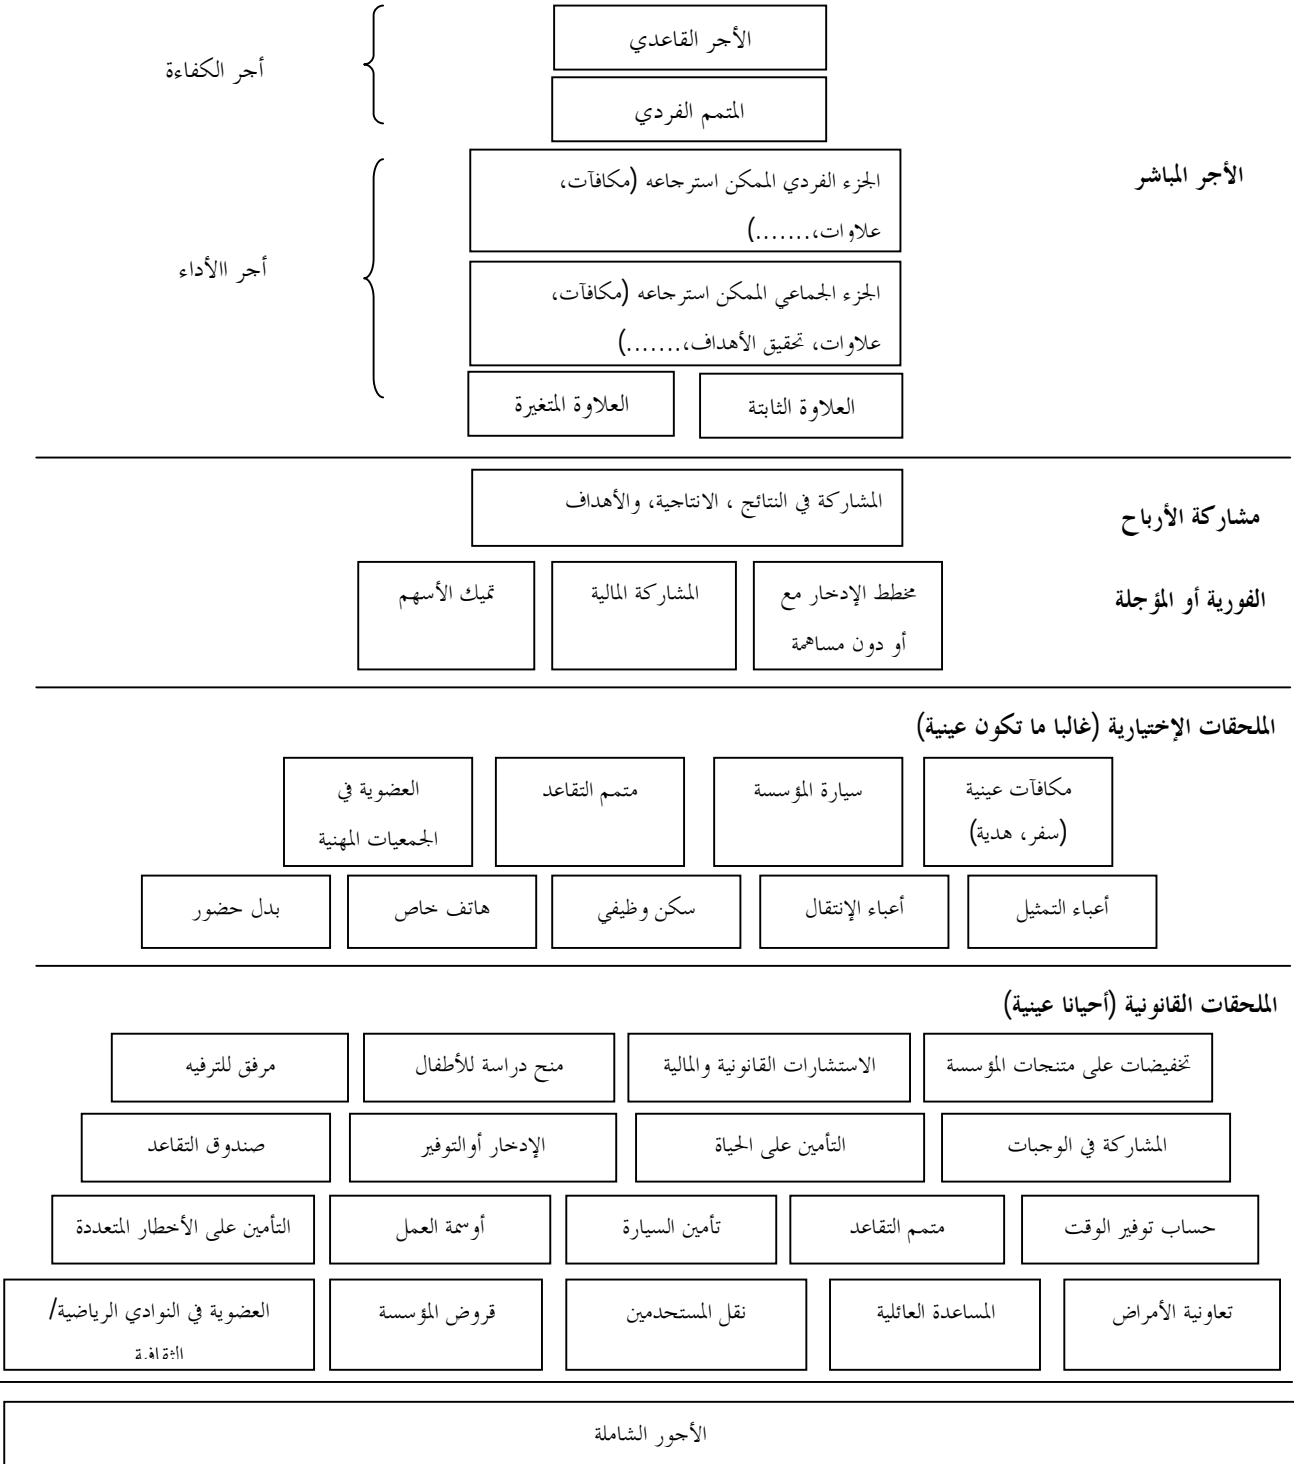 الأجر القاعدي
أجر الكفاءة
المتمم الفردي
الأجر المباشر
الجزء الفردي الممكن استرجاعه (مكافآت،
علاوات،.......)
أجر االأداء
الجزء الجماعي الممكن استرجاعه (مكافآت،
علاوات، تحقيق الأهداف،.......)
العلاوة الثابتة
العلاوة المتغيرة
مشاركة الأرباح
المشاركة في النتائج ، الانتاجية، والأهداف
الفورية أو المؤجلة
مخطط الإدخار مع
أو دون مساهمة
المشاركة المالية
تميك الأسهم
الملحقات الإختيارية (غالبا ما تكون عينية)
مكافآت عينية
(سفر، هدية)
سيارة المؤسسة
متمم التقاعد
العضوية في
الجمعيات المهنية
أعباء التمثيل
أعباء الإنتقال
سكن وظيفي
هاتف خاص
بدل حضور
الملحقات القانونية (أحيانا عينية)
تخفيضات على متنجات المؤسسة
الاستشارات القانونية والمالية
منح دراسة للأطفال
مرفق للترفيه
المشاركة في الوجبات
التأمين على الحياة
الإدخار أوالتوفير
صندوق التقاعد
حساب توفير الوقت
متمم التقاعد
تأمين السيارة
أوسمة العمل
التأمين على الأخطار المتعددة
تعاونية الأمراض
المساعدة العائلية
نقل المستحدمين
قروض المؤسسة
العضوية في النوادي الرياضية/
الثقافية
الأجور الشاملة